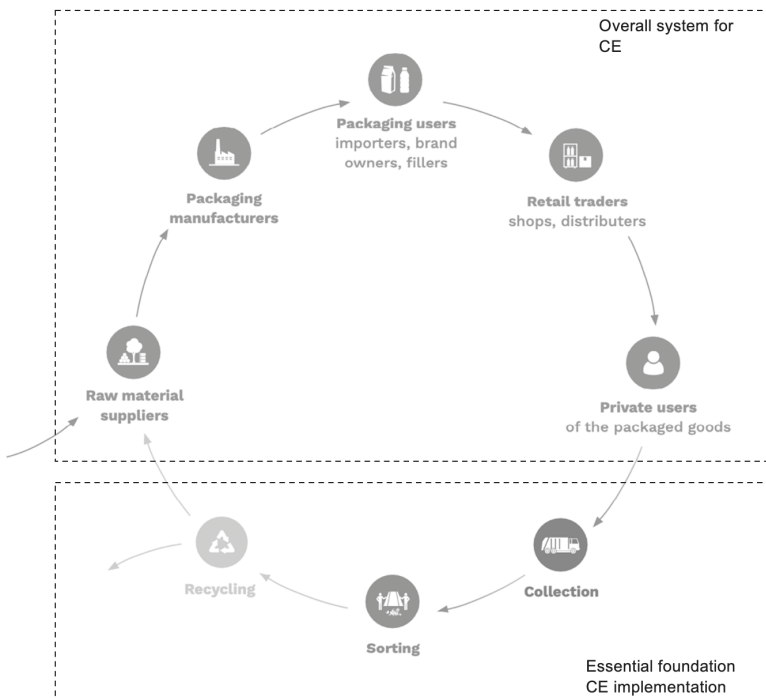 Overall system for
CE
Packaging users
importers, brand
owners, fillers
Packaging
manufacturers
Retail traders
shops, distributers
Raw material
suppliers
Private users
of the packaged goods
Recycling
Collection
Sorting
Essential foundation
CE implementation